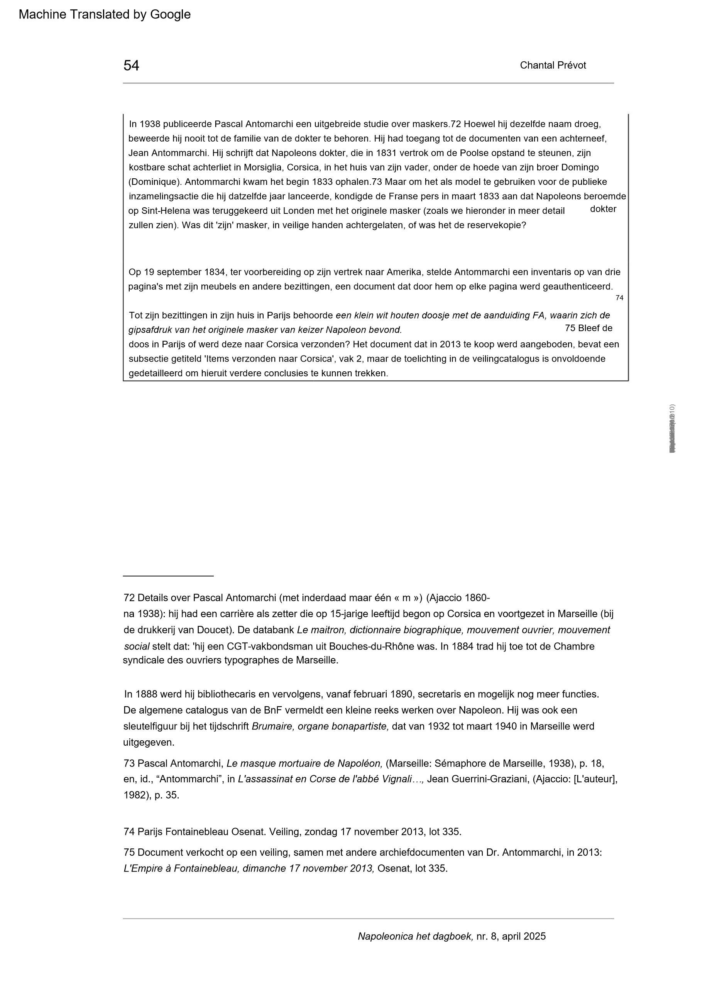 Machine Translated by Google
54
Chantal Prévot
In 1938 publiceerde Pascal Antomarchi een uitgebreide studie over maskers.72 Hoewel hij dezelfde naam droeg,
beweerde hij nooit tot de familie van de dokter te behoren. Hij had toegang tot de documenten van een achterneef,
Jean Antommarchi. Hij schrijft dat Napoleons dokter, die in 1831 vertrok om de Poolse opstand te steunen, zijn
kostbare schat achterliet in Morsiglia, Corsica, in het huis van zijn vader, onder de hoede van zijn broer Domingo
(Dominique). Antommarchi kwam het begin 1833 ophalen.73 Maar om het als model te gebruiken voor de publieke
inzamelingsactie die hij datzelfde jaar lanceerde, kondigde de Franse pers in maart 1833 aan dat Napoleons beroemde
dokter
op Sint-Helena was teruggekeerd uit Londen met het originele masker (zoals we hieronder in meer detail
zullen zien). Was dit 'zijn' masker, in veilige handen achtergelaten, of was het de reservekopie?
Op 19 september 1834, ter voorbereiding op zijn vertrek naar Amerika, stelde Antommarchi een inventaris op van drie
pagina's met zijn meubels en andere bezittingen, een document dat door hem op elke pagina werd geauthenticeerd.
74
Tot zijn bezittingen in zijn huis in Parijs behoorde een klein wit houten doosje met de aanduiding FA, waarin zich de
gipsafdruk van het originele masker van keizer Napoleon bevond.
75 Bleef de
doos in Parijs of werd deze naar Corsica verzonden? Het document dat in 2013 te koop werd aangeboden, bevat een
subsectie getiteld 'Items verzonden naar Corsica', vak 2, maar de toelichting in de veilingcatalogus is onvoldoende
gedetailleerd om hieruit verdere conclusies te kunnen trekken.
72 Details over Pascal Antomarchi (met inderdaad maar één « m ») (Ajaccio 1860-
na 1938): hij had een carrière als zetter die op 15-jarige leeftijd begon op Corsica en voortgezet in Marseille (bij
de drukkerij van Doucet). De databank Le maitron, dictionnaire biographique, mouvement ouvrier, mouvement
social stelt dat: 'hij een CGT-vakbondsman uit Bouches-du-Rhône was. In 1884 trad hij toe tot de Chambre
syndicale des ouvriers typographes de Marseille.
In 1888 werd hij bibliothecaris en vervolgens, vanaf februari 1890, secretaris en mogelijk nog meer functies.
De algemene catalogus van de BnF vermeldt een kleine reeks werken over Napoleon. Hij was ook een
sleutelfiguur bij het tijdschrift Brumaire, organe bonapartiste, dat van 1932 tot maart 1940 in Marseille werd
uitgegeven.
73 Pascal Antomarchi, Le masque mortuaire de Napoléon, (Marseille: Sémaphore de Marseille, 1938), p. 18,
en, id., “Antommarchi”, in L'assassinat en Corse de l'abbé Vignali…, Jean Guerrini-Graziani, (Ajaccio: [L'auteur],
1982), p. 35.
74 Parijs Fontainebleau Osenat. Veiling, zondag 17 november 2013, lot 335.
75 Document verkocht op een veiling, samen met andere archiefdocumenten van Dr. Antommarchi, in 2013:
L'Empire à Fontainebleau, dimanche 17 november 2013, Osenat, lot 335.
Napoleonica het dagboek, nr. 8, april 2025